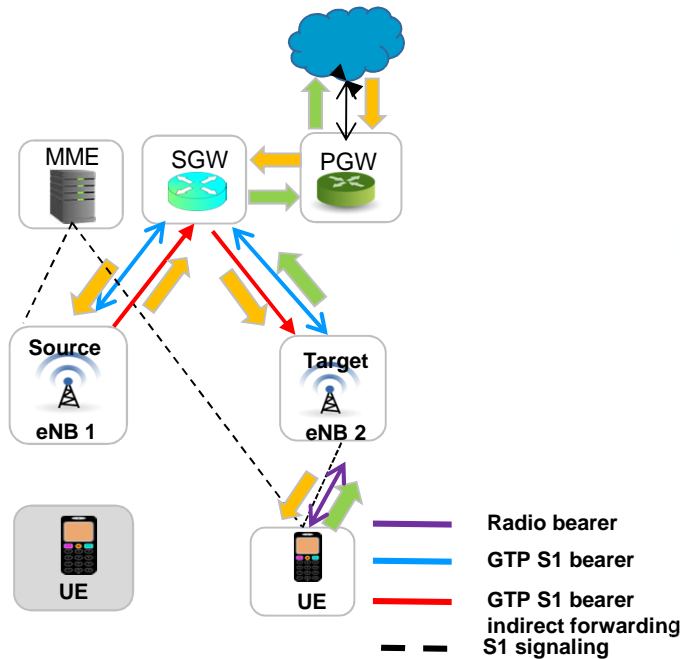 MME
SGW
PGW
Source
eNB 1
Target
eNB 2
UE
UE
Radio bearer
GTP S1 bearer
GTP S1 bearer
indirect forwarding
S1 signaling